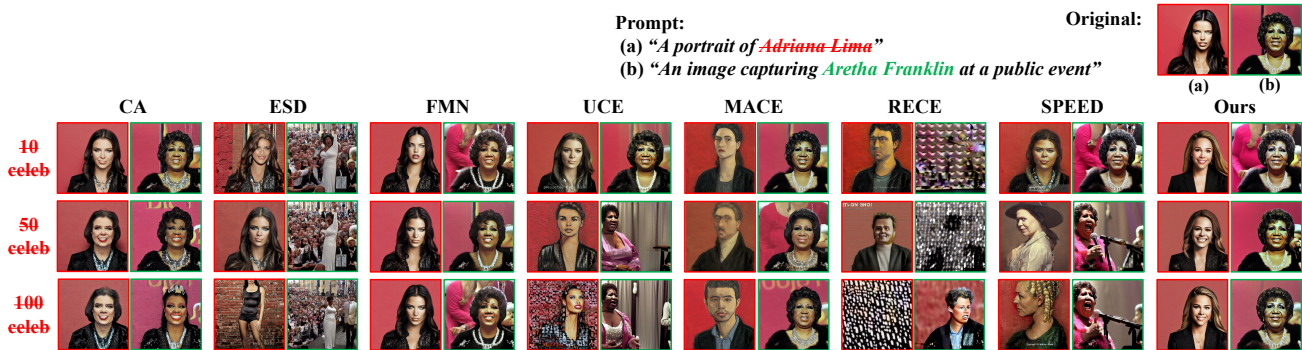 Prompt:
(a) “A portrait of Adriana Lima”
(b) “An image capturing Aretha Franklin at a public event”
Original:
(a) (b)
CA ESD FMN UCE MACE RECE SPEED Ours
10 celeb
50 celeb
100 celeb